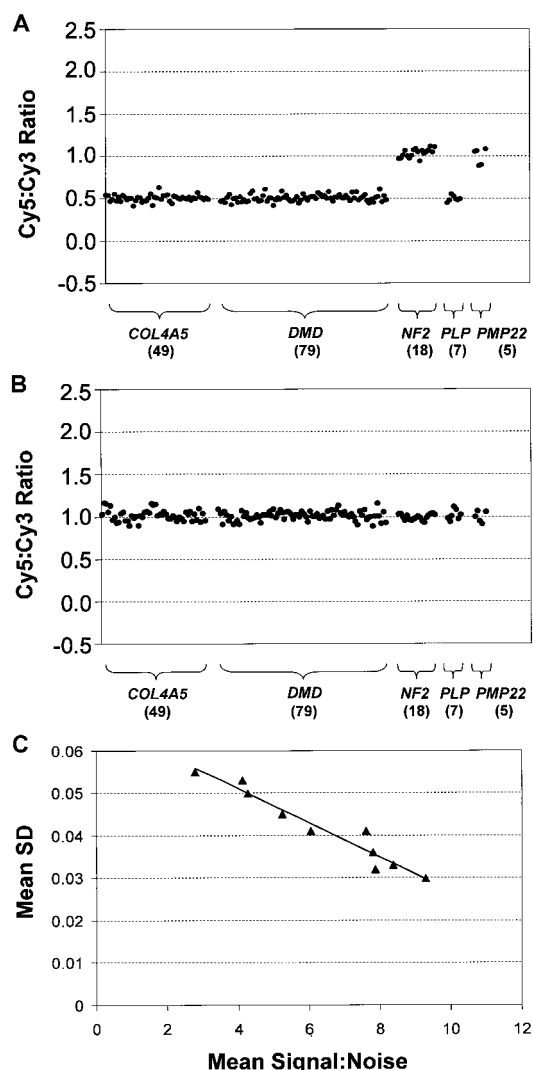 A
Cy5:Cy3 Ratio
2.5
2.0
1.5
1.0
0.5
0.0
-0.5
COL4A5 DMD NF2 PLP PMP22
(49) (79) (18) (7) (5)
B
Cy5:Cy3 Ratio
2.5
2.0
1.5
1.0
0.5
0.0
-0.5
COL4A5 DMD NF2 PLP PMP22
(49) (79) (18) (7) (5)
C
Mean SD
0.06
0.05
0.04
0.03
0.02
0.01
0
0 2 4 6 8 10 12
Mean Signal:Noise